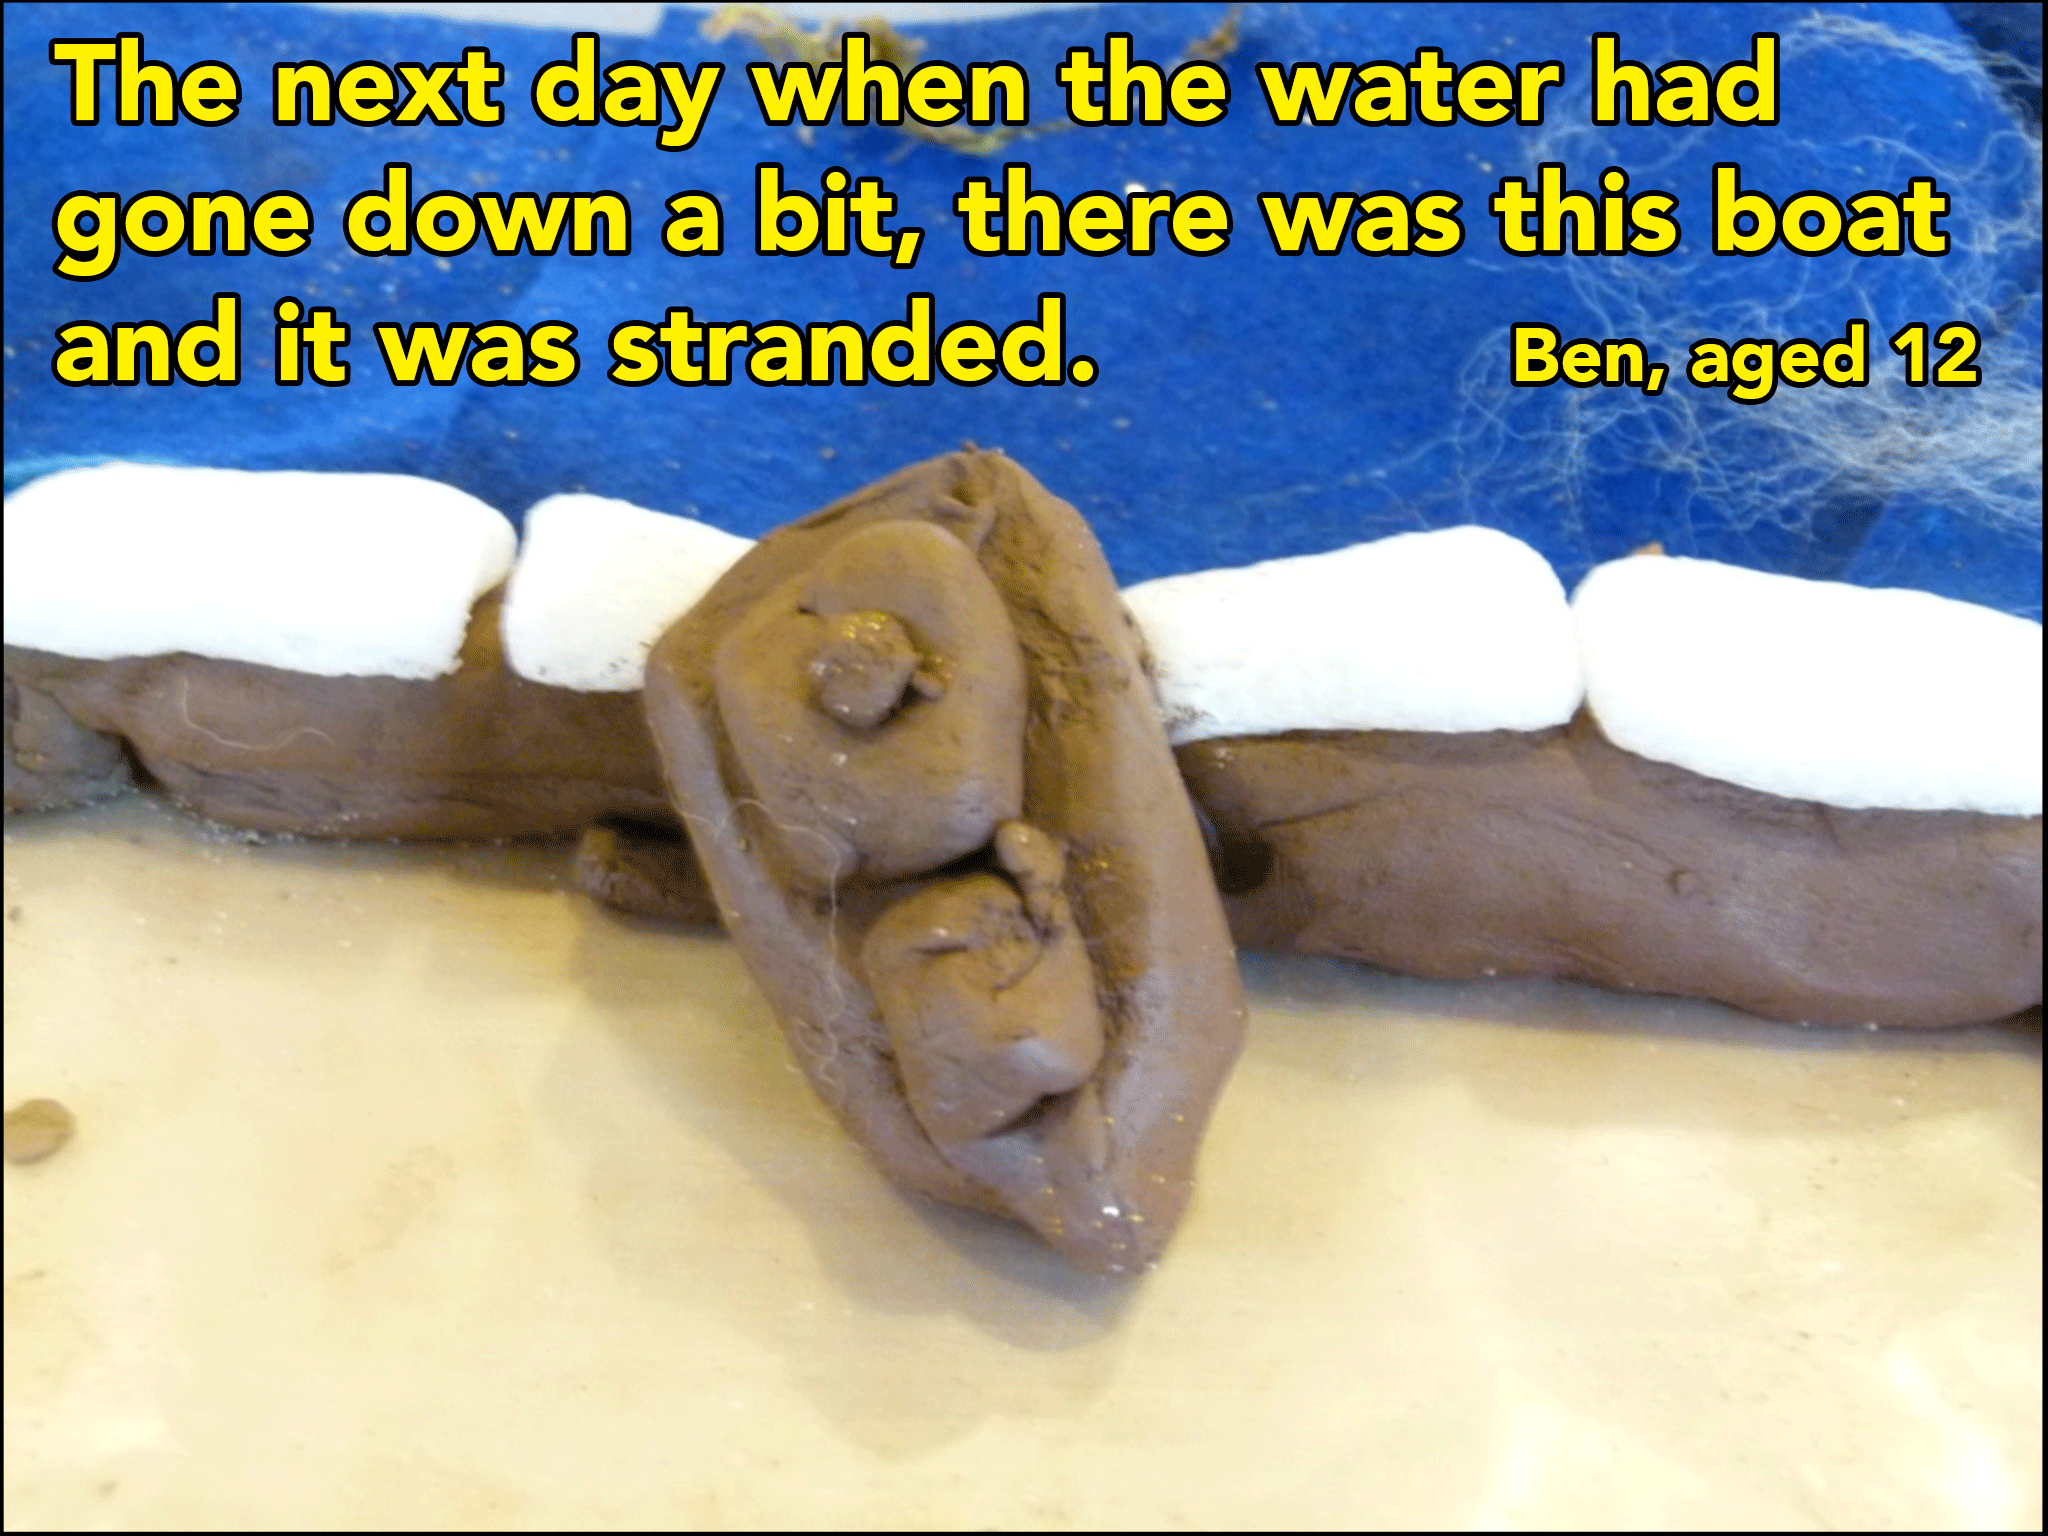 The next day when the water had
gone down a bit, there was this boat
and it was stranded.
Ben, aged 12